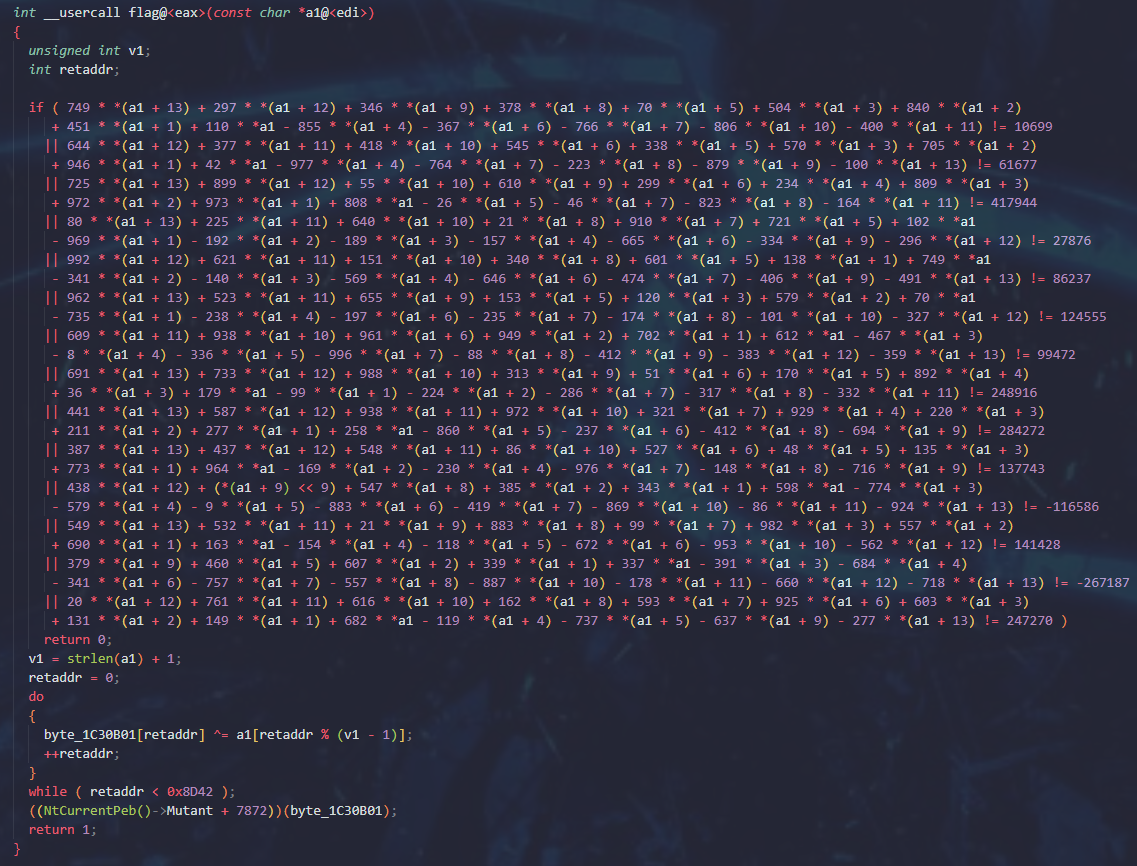 int __usercall flag@<eax>(const char *a1@<edi>)
{
unsigned int v1;
int retaddr;
if ( 749 * *(a1 + 13) + 297 * *(a1 + 12) + 346 * *(a1 + 9) + 378 * *(a1 + 8) + 70 * *(a1 + 5) + 504 * *(a1 + 3) + 840 * *(a1 + 2)
+ 451 * *(a1 + 1) + 110 * *a1 - 855 * *(a1 + 4) - 367 * *(a1 + 6) - 766 * *(a1 + 7) - 806 * *(a1 + 10) - 400 * *(a1 + 11) != 10699
|| 644 * *(a1 + 12) + 377 * *(a1 + 11) + 418 * *(a1 + 10) + 545 * *(a1 + 6) + 338 * *(a1 + 5) + 570 * *(a1 + 3) + 705 * *(a1 + 2)
+ 946 * *(a1 + 1) + 42 * *a1 - 977 * *(a1 + 4) - 764 * *(a1 + 7) - 223 * *(a1 + 8) - 879 * *(a1 + 9) - 100 * *(a1 + 13) != 61677
|| 725 * *(a1 + 13) + 899 * *(a1 + 12) + 55 * *(a1 + 10) + 610 * *(a1 + 9) + 299 * *(a1 + 6) + 234 * *(a1 + 4) + 809 * *(a1 + 3)
+ 972 * *(a1 + 2) + 973 * *(a1 + 1) + 808 * *a1 - 26 * *(a1 + 5) - 46 * *(a1 + 7) - 823 * *(a1 + 8) - 164 * *(a1 + 11) != 417944
|| 80 * *(a1 + 13) + 225 * *(a1 + 11) + 640 * *(a1 + 10) + 21 * *(a1 + 8) + 910 * *(a1 + 7) + 721 * *(a1 + 5) + 102 * *a1
- 969 * *(a1 + 1) - 192 * *(a1 + 2) - 189 * *(a1 + 3) - 157 * *(a1 + 4) - 665 * *(a1 + 6) - 334 * *(a1 + 9) - 296 * *(a1 + 12) != 27876
|| 992 * *(a1 + 12) + 621 * *(a1 + 11) + 151 * *(a1 + 10) + 340 * *(a1 + 8) + 601 * *(a1 + 5) + 138 * *(a1 + 1) + 749 * *a1
- 341 * *(a1 + 2) - 140 * *(a1 + 3) - 569 * *(a1 + 4) - 646 * *(a1 + 6) - 474 * *(a1 + 7) - 406 * *(a1 + 9) - 491 * *(a1 + 13) != 86237
|| 962 * *(a1 + 13) + 523 * *(a1 + 11) + 655 * *(a1 + 9) + 153 * *(a1 + 5) + 120 * *(a1 + 3) + 579 * *(a1 + 2) + 70 * *a1
- 735 * *(a1 + 1) - 238 * *(a1 + 4) - 197 * *(a1 + 6) - 235 * *(a1 + 7) - 174 * *(a1 + 8) - 101 * *(a1 + 10) - 327 * *(a1 + 12) != 124555
|| 609 * *(a1 + 11) + 938 * *(a1 + 10) + 961 * *(a1 + 6) + 949 * *(a1 + 2) + 702 * *(a1 + 1) + 612 * *a1 - 467 * *(a1 + 3)
- 8 * *(a1 + 4) - 336 * *(a1 + 5) - 996 * *(a1 + 7) - 88 * *(a1 + 8) - 412 * *(a1 + 9) - 383 * *(a1 + 12) - 359 * *(a1 + 13) != 99472
|| 691 * *(a1 + 13) + 733 * *(a1 + 12) + 988 * *(a1 + 10) + 313 * *(a1 + 9) + 51 * *(a1 + 6) + 170 * *(a1 + 5) + 892 * *(a1 + 4)
+ 36 * *(a1 + 3) + 179 * *a1 - 99 * *(a1 + 1) - 224 * *(a1 + 2) - 286 * *(a1 + 7) - 317 * *(a1 + 8) - 332 * *(a1 + 11) != 248916
|| 441 * *(a1 + 13) + 587 * *(a1 + 12) + 938 * *(a1 + 11) + 972 * *(a1 + 10) + 321 * *(a1 + 7) + 929 * *(a1 + 4) + 220 * *(a1 + 3)
+ 211 * *(a1 + 2) + 277 * *(a1 + 1) + 258 * *a1 - 860 * *(a1 + 5) - 237 * *(a1 + 6) - 412 * *(a1 + 8) - 694 * *(a1 + 9) != 284272
|| 387 * *(a1 + 13) + 437 * *(a1 + 12) + 548 * *(a1 + 11) + 86 * *(a1 + 10) + 527 * *(a1 + 6) + 48 * *(a1 + 5) + 135 * *(a1 + 3)
+ 773 * *(a1 + 1) + 964 * *a1 - 169 * *(a1 + 2) - 230 * *(a1 + 4) - 976 * *(a1 + 7) - 148 * *(a1 + 8) - 716 * *(a1 + 9) != 137743
|| 438 * *(a1 + 12) + (*(a1 + 9) << 9) + 547 * *(a1 + 8) + 385 * *(a1 + 2) + 343 * *(a1 + 1) + 598 * *a1 - 774 * *(a1 + 3)
- 579 * *(a1 + 4) - 9 * *(a1 + 5) - 883 * *(a1 + 6) - 419 * *(a1 + 7) - 869 * *(a1 + 10) - 86 * *(a1 + 11) - 924 * *(a1 + 13) != -116586
|| 549 * *(a1 + 13) + 532 * *(a1 + 11) + 21 * *(a1 + 9) + 883 * *(a1 + 8) + 99 * *(a1 + 7) + 982 * *(a1 + 3) + 557 * *(a1 + 2)
+ 690 * *(a1 + 1) + 163 * *a1 - 154 * *(a1 + 4) - 118 * *(a1 + 5) - 672 * *(a1 + 6) - 953 * *(a1 + 10) - 562 * *(a1 + 12) != 141428
|| 379 * *(a1 + 9) + 460 * *(a1 + 5) + 607 * *(a1 + 2) + 339 * *(a1 + 1) + 337 * *a1 - 391 * *(a1 + 3) - 684 * *(a1 + 4)
- 341 * *(a1 + 6) - 757 * *(a1 + 7) - 557 * *(a1 + 8) - 887 * *(a1 + 10) - 178 * *(a1 + 11) - 660 * *(a1 + 12) - 718 * *(a1 + 13) != -267187
|| 20 * *(a1 + 12) + 761 * *(a1 + 11) + 616 * *(a1 + 10) + 162 * *(a1 + 8) + 593 * *(a1 + 7) + 925 * *(a1 + 6) + 603 * *(a1 + 3)
+ 131 * *(a1 + 2) + 149 * *(a1 + 1) + 682 * *a1 - 119 * *(a1 + 4) - 737 * *(a1 + 5) - 637 * *(a1 + 9) - 277 * *(a1 + 13) != 247270 )
return 0;
v1 = strlen(a1) + 1;
retaddr = 0;
do
{
byte_1C30B01[retaddr] ^= a1[retaddr % (v1 - 1)];
++retaddr;
}
while ( retaddr < 0x8D42 );
((NtCurrentPeb()->Mutant + 7872))(byte_1C30B01);
return 1;
}